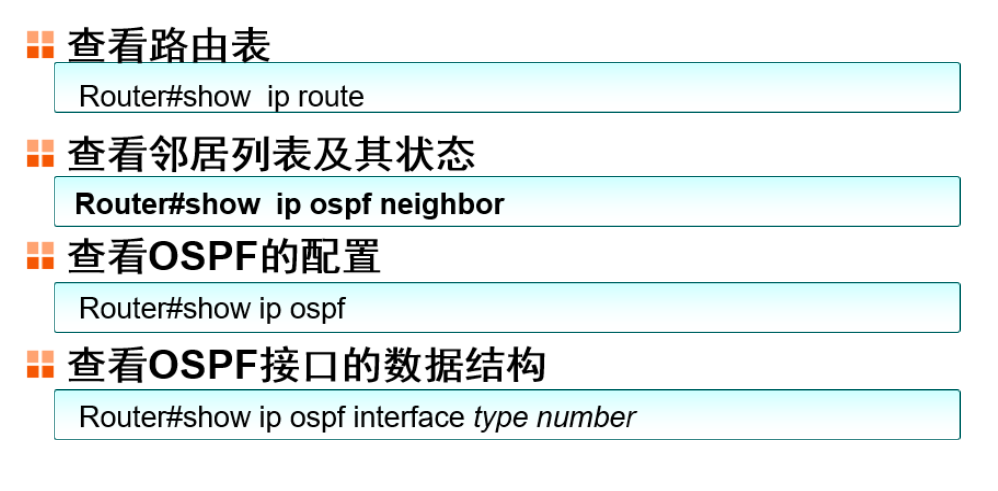 查看路由表
Router#show  ip route
查看邻居列表及其状态
Router#show  ip ospf neighbor
查看OSPF的配置
Router#show ip ospf
查看OSPF接口的数据结构
Router#show ip ospf interface type number